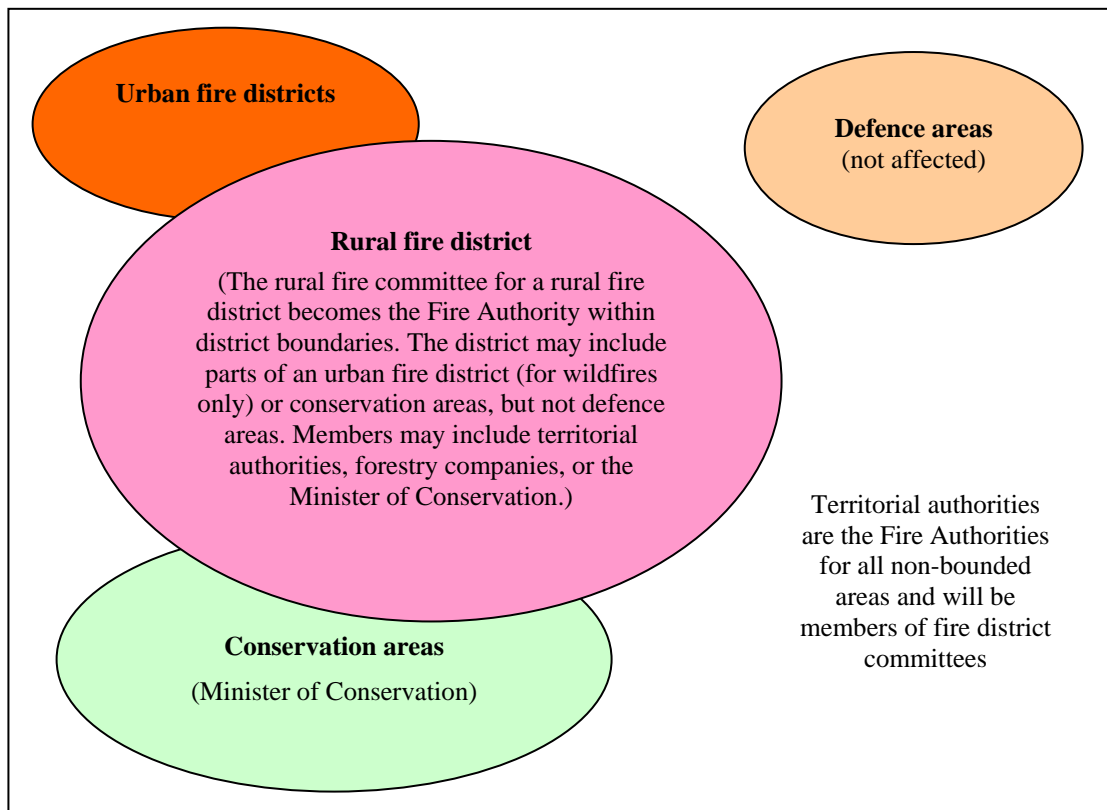 Urban fire districts
Defence areas
(not affected)
Rural fire district
(The rural fire committee for a rural fire
district becomes the Fire Authority within
district boundaries. The district may include
parts of an urban fire district (for wildfires
only) or conservation areas, but not defence
areas. Members may include territorial
authorities, forestry companies, or the
Minister of Conservation.)
Territorial authorities
are the Fire Authorities
for all non-bounded
areas and will be
members of fire district
committees
Conservation areas
(Minister of Conservation)